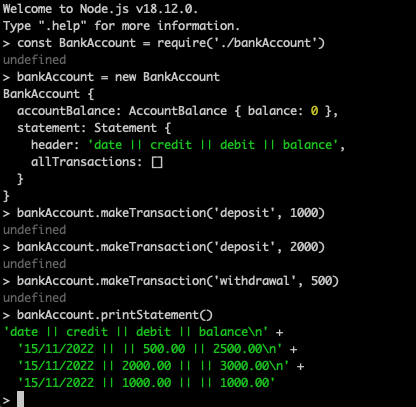 Welcome to Node.js v18.12.0.
Type ".help" for more information.
> const BankAccount = require('./bankAccount')
undefined
> bankAccount = new BankAccount
BankAccount {
  accountBalance: AccountBalance { balance: 0 },
  statement: Statement {
    header: 'date || credit || debit || balance',
    allTransactions: []
  }
}
> bankAccount.makeTransaction('deposit', 1000)
undefined
> bankAccount.makeTransaction('deposit', 2000)
undefined
> bankAccount.makeTransaction('withdrawal', 500)
undefined
> bankAccount.printStatement()
'date || credit || debit || balance\n' +
  '15/11/2022 || || 500.00 || 2500.00\n' +
  '15/11/2022 || 2000.00 || || 3000.00\n' +
  '15/11/2022 || 1000.00 || || 1000.00'
>